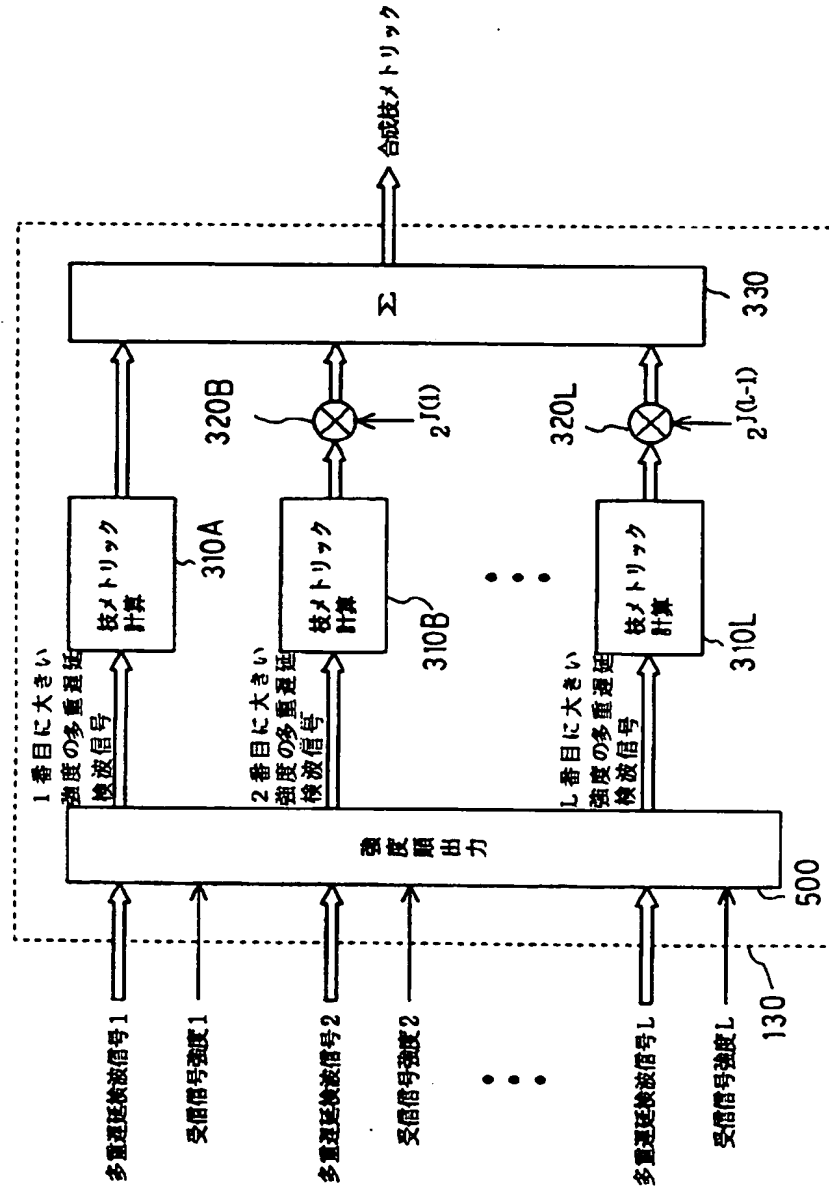 多重遅延検波信号1
受信信号強度1
多重遅延検波信号2
受信信号強度2
多重遅延検波信号L
受信信号強度L
130
強度順出力
500
1番目に大きい
強度の多重遅延
検波信号
2番目に大きい
強度の多重遅延
検波信号
L番目に大きい
強度の多重遅延
検波信号
枝メトリック
計算
310A
枝メトリック
計算
310B
枝メトリック
計算
310L
320B
2^J(1)
320L
2^J(L-1)
Σ
330
合成枝メトリック